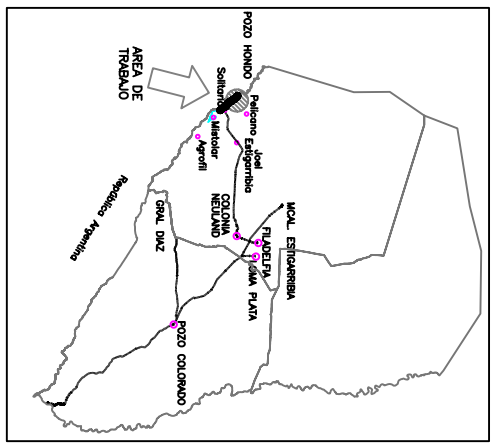 POZO HONDO
AREA DE
TRABAJO
Solitario
Pelicano
Mistolar
Agrofil
Joel
Estigarribia
COLONIA
NEULAND
MCAL. ESTIGARRIBIA
FILADELFIA
LOMA PLATA
GRAL DIAZ
República Argentina
POZO COLORADO